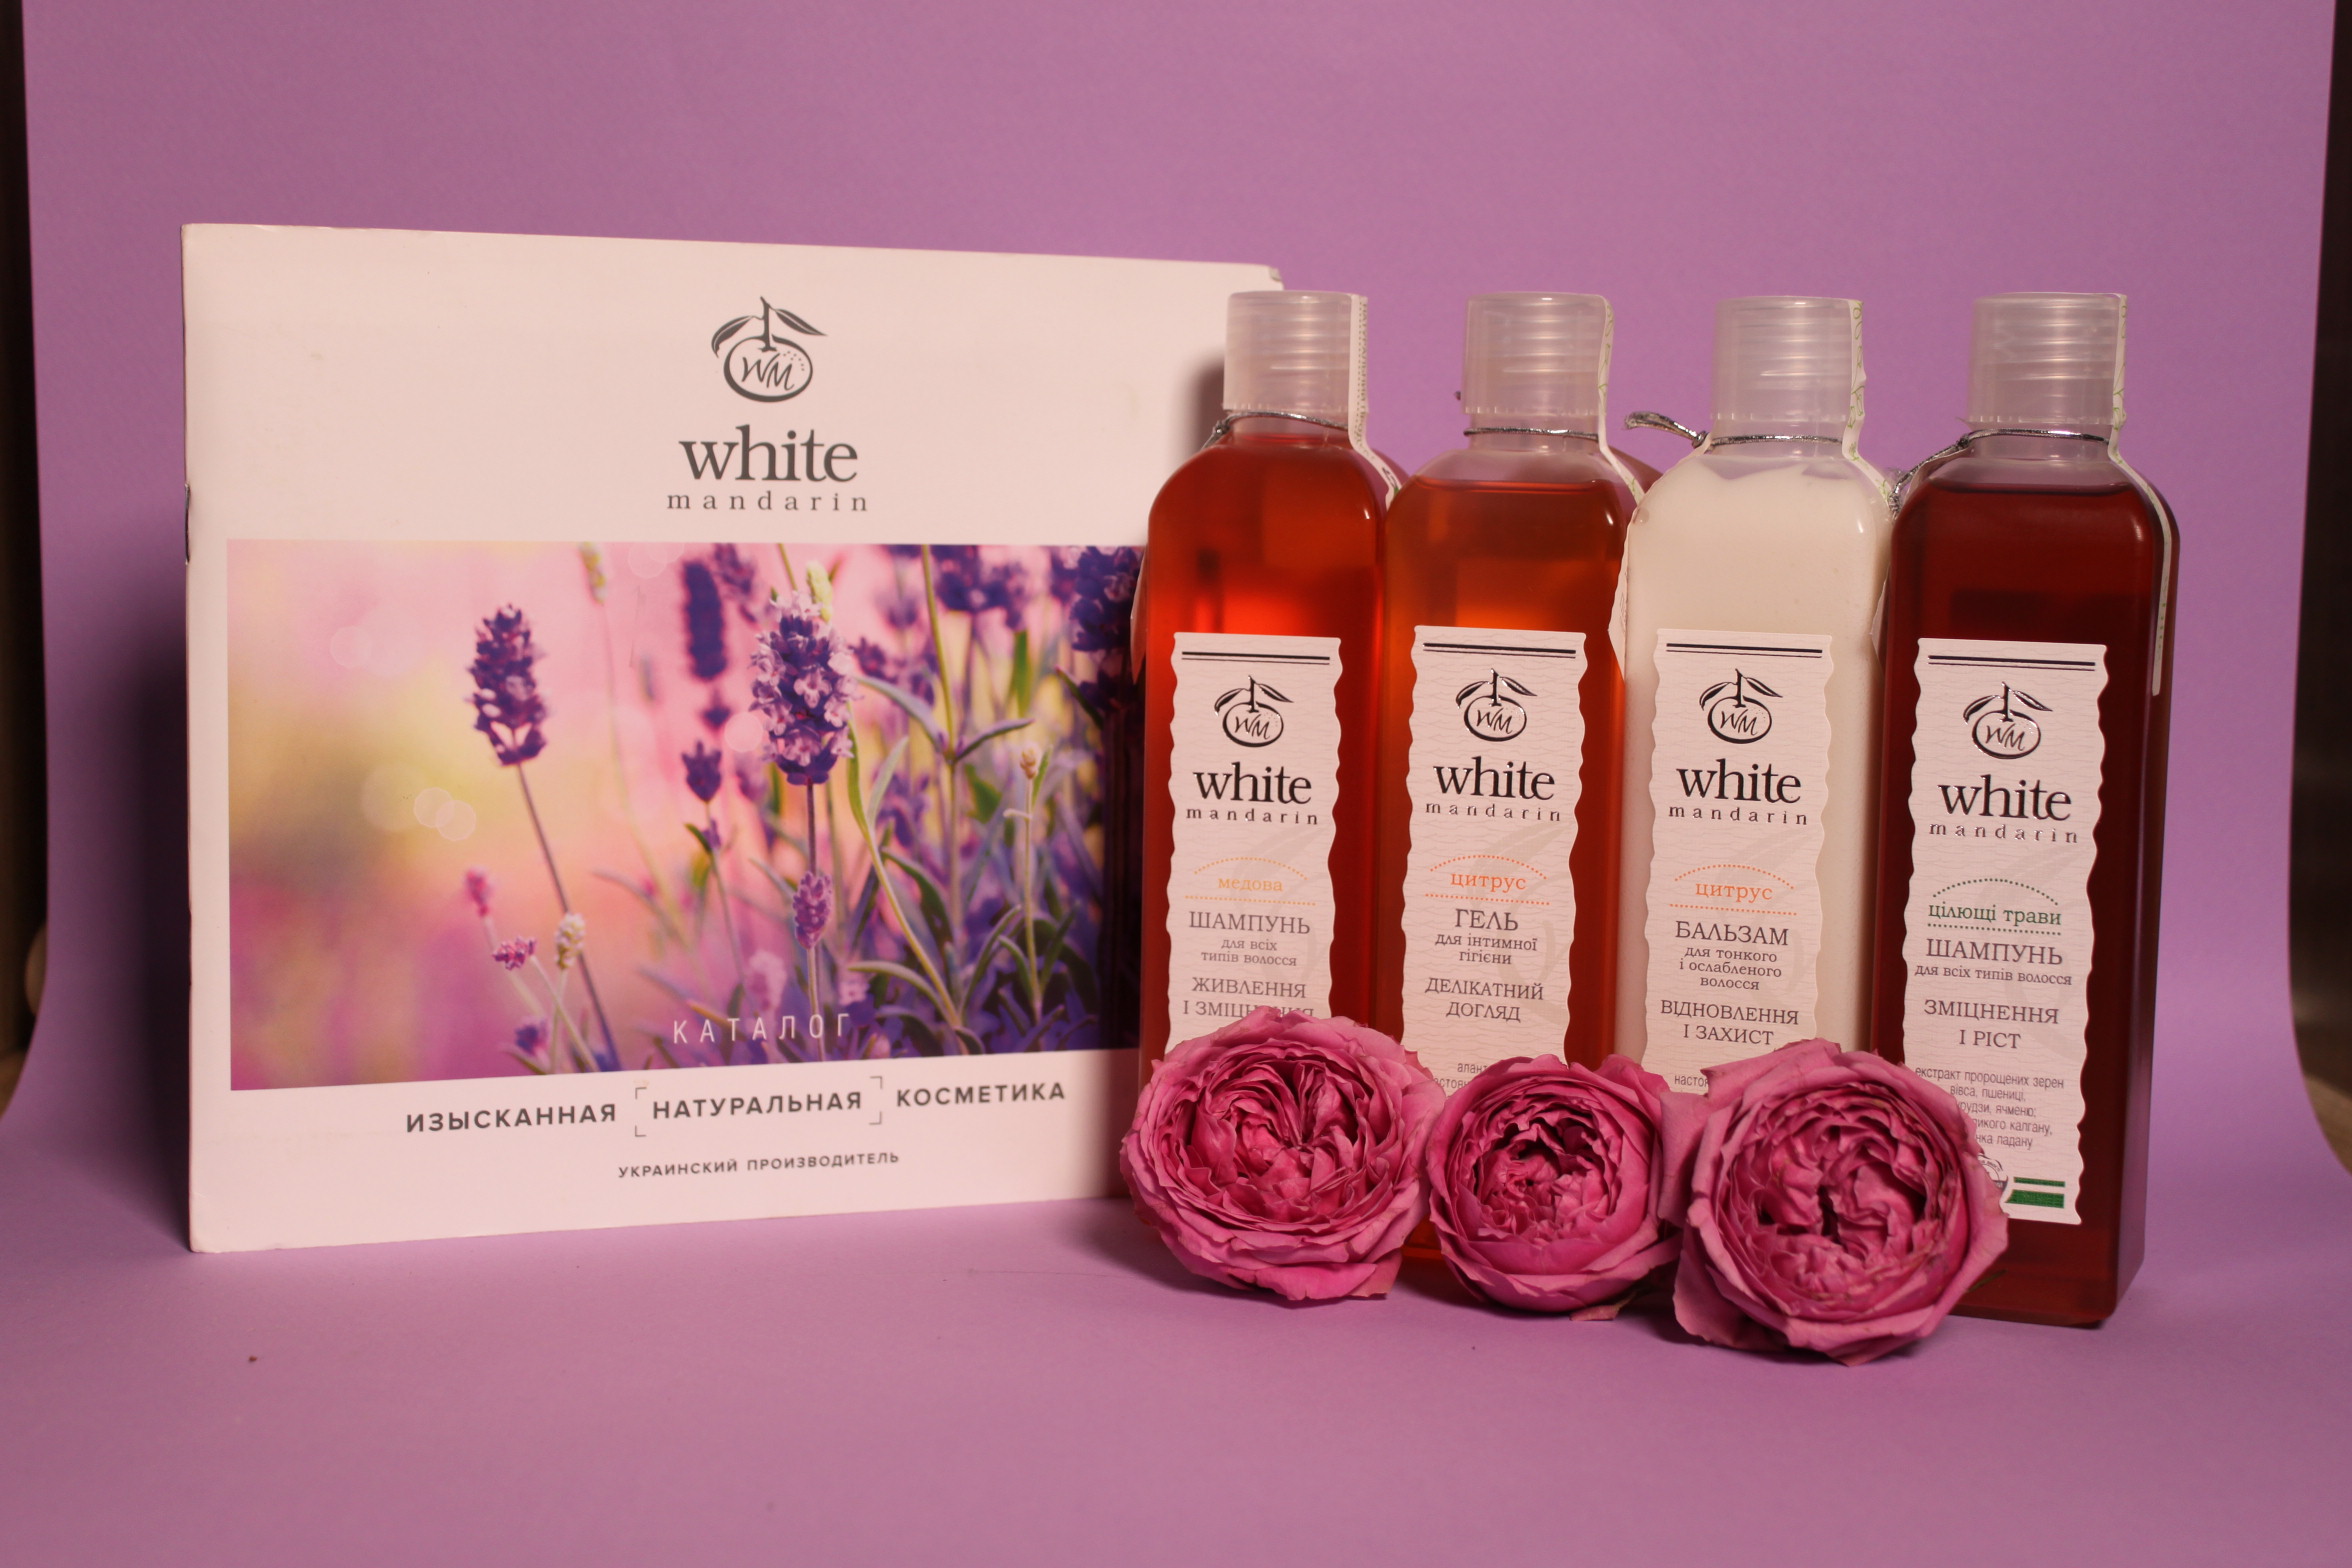 WM
white
mandarin
КАТАЛОГ
ИЗЫСКАННАЯ НАТУРАЛЬНАЯ КОСМЕТИКА
УКРАИНСКИЙ ПРОИЗВОДИТЕЛЬ
WM
white
mandarin
медова
ШАМПУНЬ
для всіх
типів волосся
ЖИВЛЕННЯ
І
WM
white
mandarin
цитрус
ГЕЛЬ
для інтимної
гігієни
ДЕЛІКАТНИЙ
ДОГЛЯД
WM
white
mandarin
цитрус
БАЛЬЗАМ
для тонкого
і ослабленого
волосся
ВІДНОВЛЕННЯ
І ЗАХИСТ
WM
white
mandarin
цілющі трави
ШАМПУНЬ
для всіх типів волосся
ЗМІЦНЕННЯ
І РІСТ
екстракт пророщених зерен
вівса, пшениці,
ячменю;
калгану,
ладану